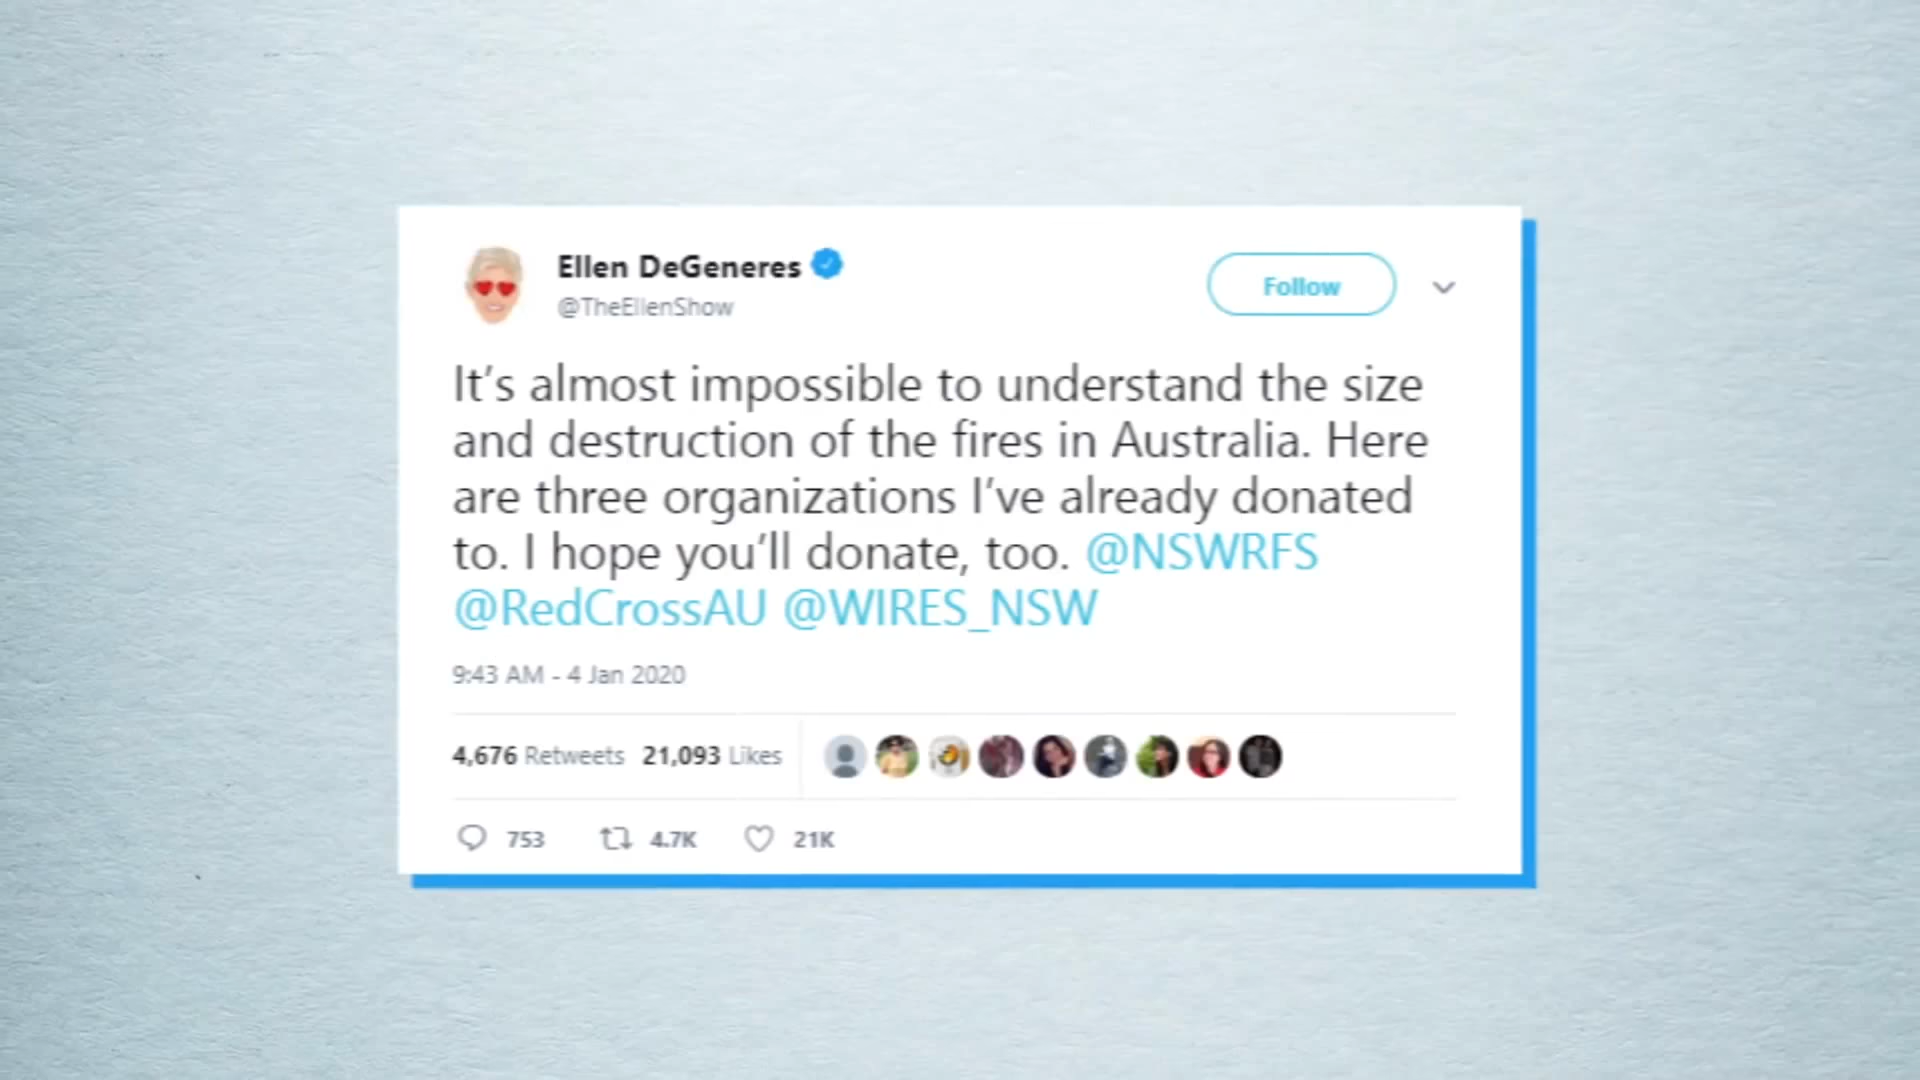 Ellen DeGeneres
@TheEllenShow
Follow
It’s almost impossible to understand the size
and destruction of the fires in Australia. Here
are three organizations I’ve already donated
to. I hope you’ll donate, too. @NSWRFS
@RedCrossAU @WIRES_NSW
9:43 AM - 4 Jan 2020
4,676 Retweets 21,093 Likes
753 4.7K 21K